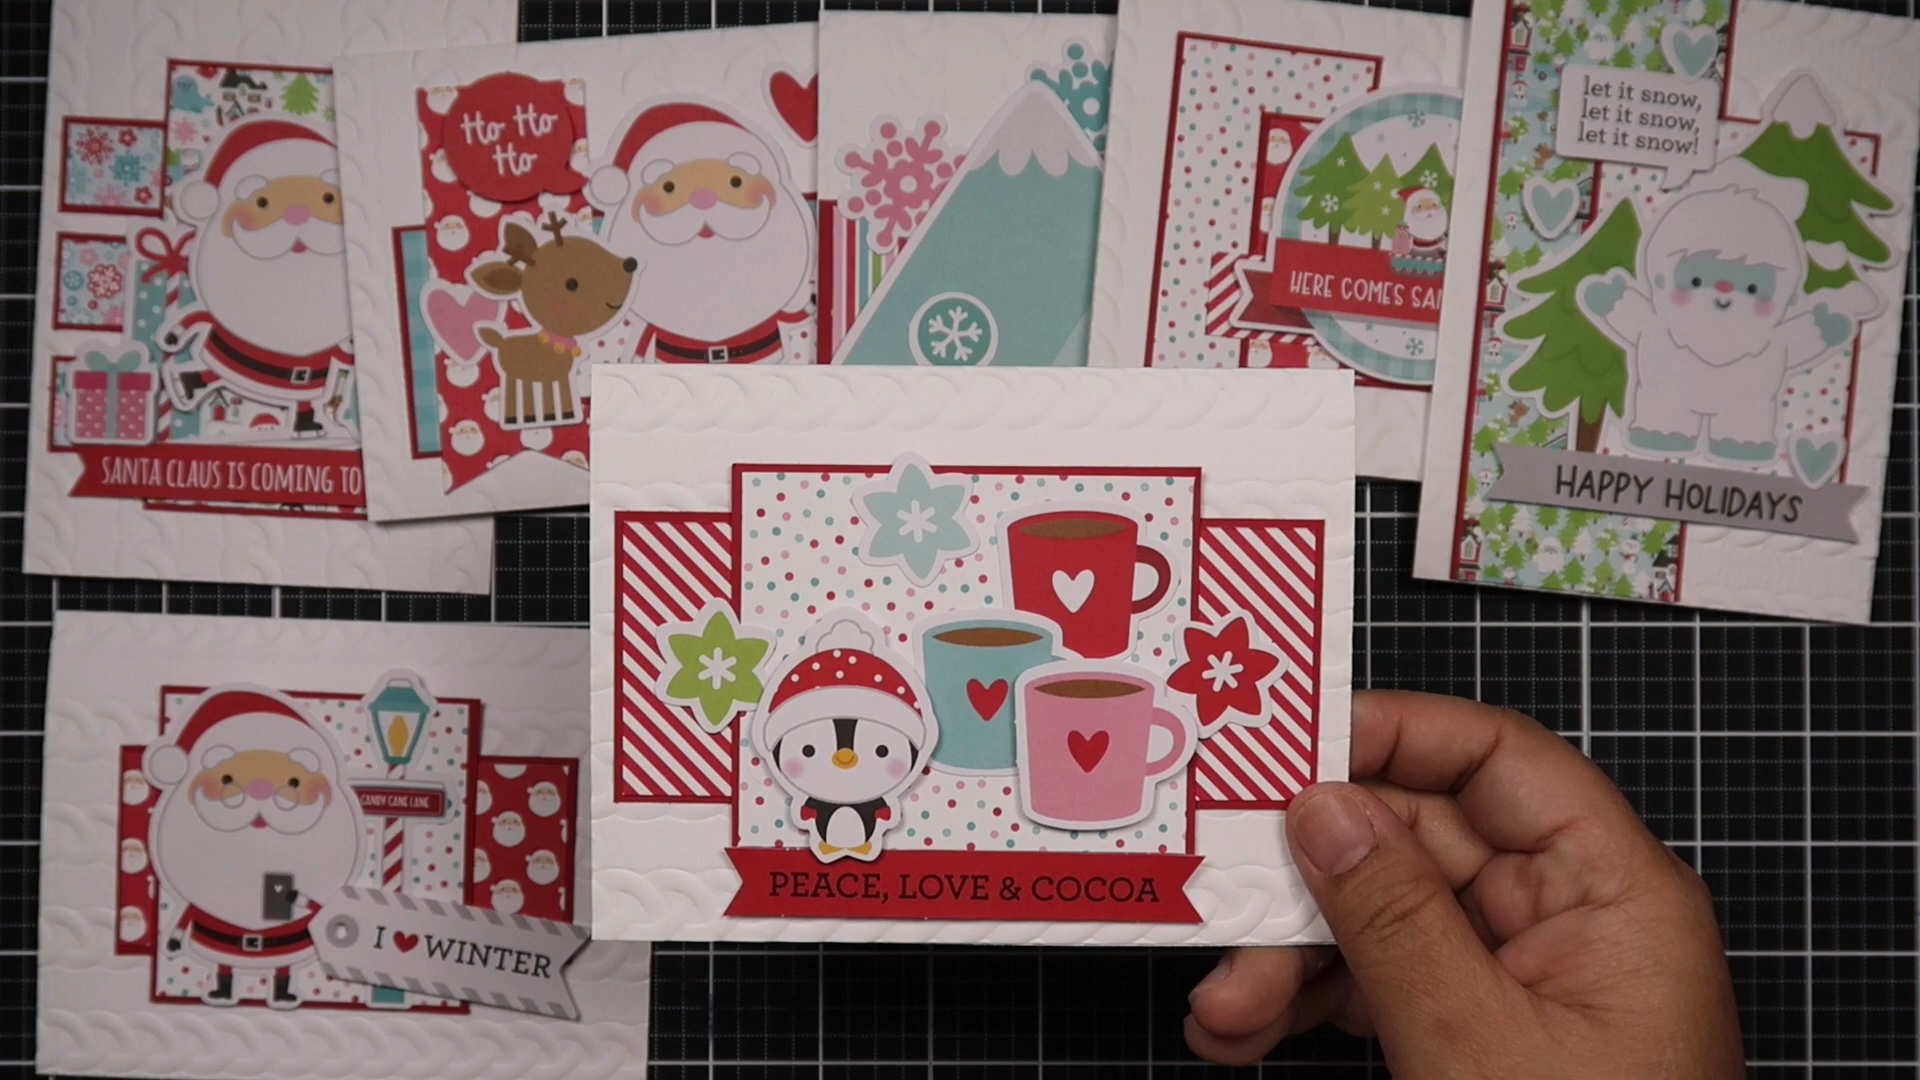 SANTA CLAUS IS COMING TO
Ho Ho
Ho
HERE COMES
let it snow,
let it snow,
let it snow!
HAPPY HOLIDAYS
CANDY CANE LANE
I WINTER
PEACE, LOVE & COCOA